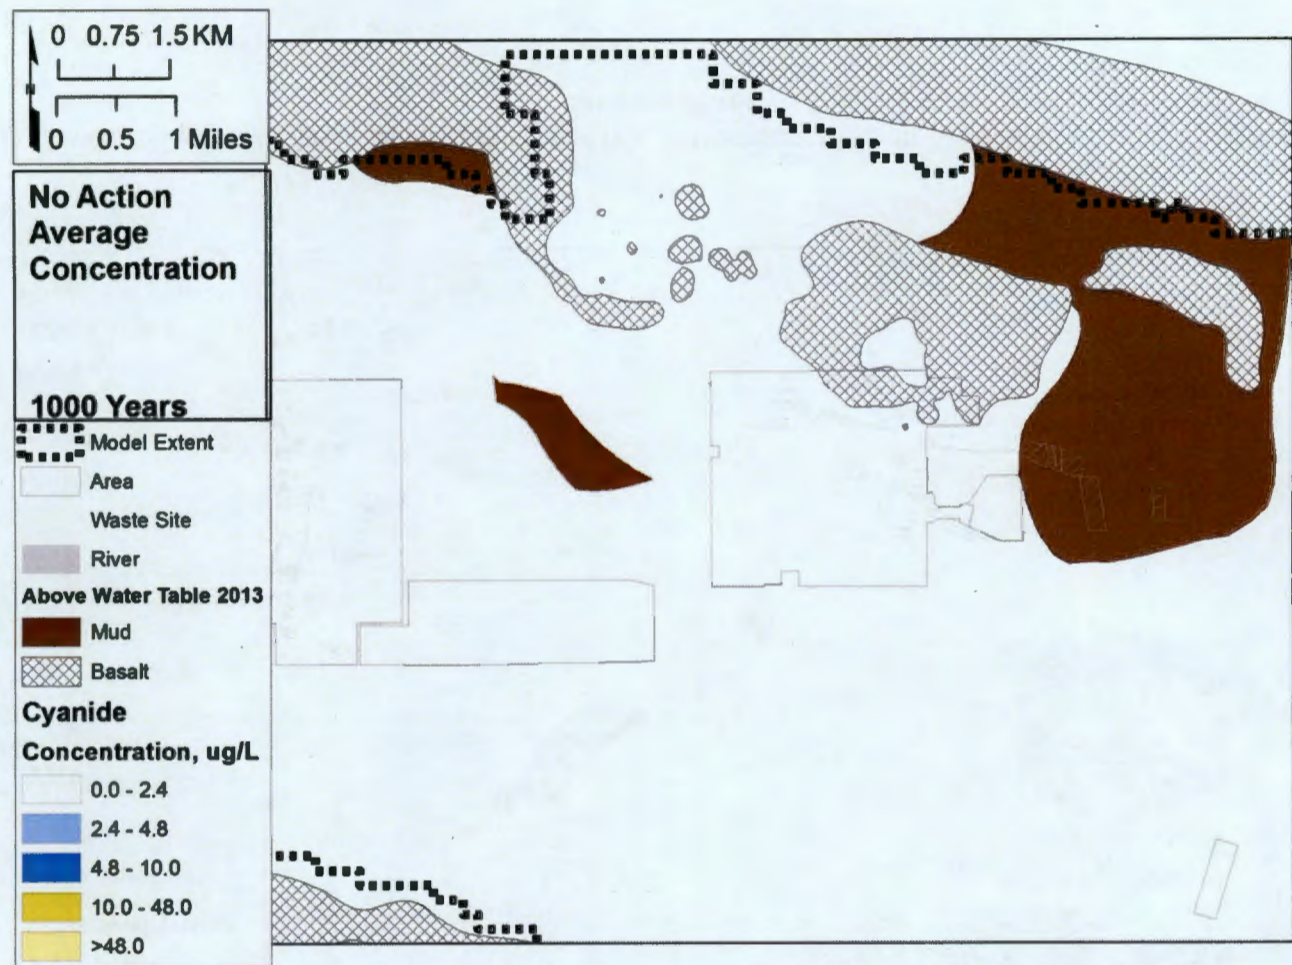 0 0.75 1.5 KM
0 0.5 1 Miles
No Action
Average
Concentration
1000 Years
Model Extent
Area
Waste Site
River
Above Water Table 2013
Mud
Basalt
Cyanide
Concentration, ug/L
0.0 - 2.4
2.4 - 4.8
4.8 - 10.0
10.0 - 48.0
>48.0